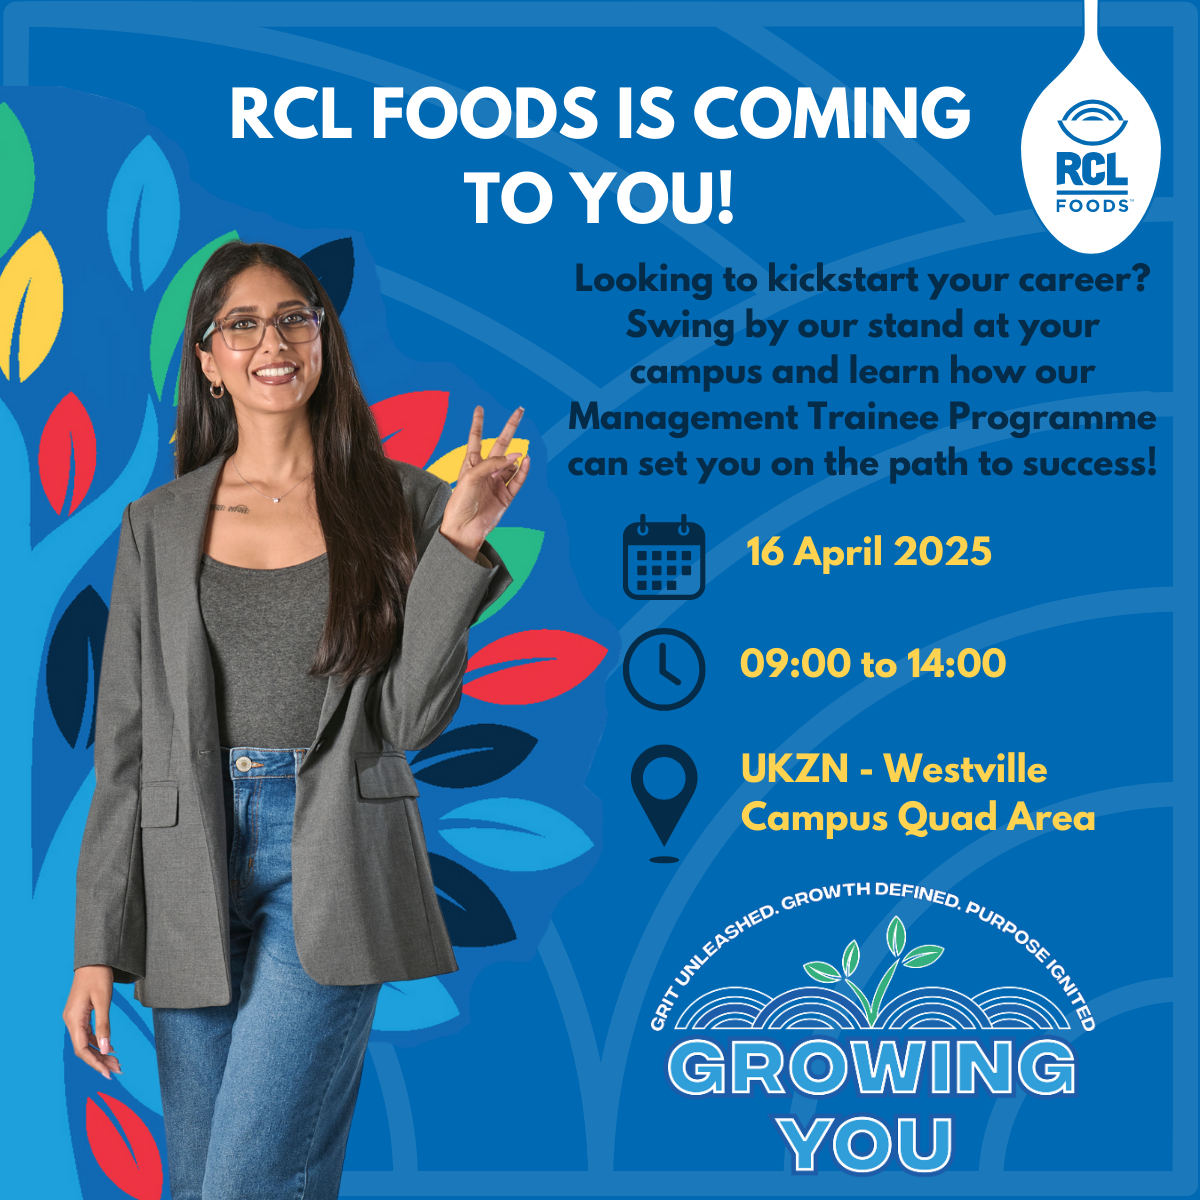 RCL FOODS IS COMING
TO YOU!
RCL
FOODS™
Looking to kickstart your career?
Swing by our stand at your
campus and learn how our
Management Trainee Programme
can set you on the path to success!
16 April 2025
09:00 to 14:00
UKZN - Westville
Campus Quad Area
GRIT UNLEASHED. GROWTH DEFINED. PURPOSE IGNITED
GROWING
YOU